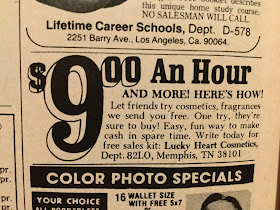 describes
this unique home study course.
NO SALESMAN WILL CALL.
Lifetime Career Schools, Dept. D-578
2251 Barry Ave., Los Angeles, Ca. 90064.
$9.00 An Hour
AND MORE! HERE'S HOW!
Let friends try cosmetics, fragrances
we send you free. One try, they're
sure to buy! Easy, fun way to make
cash in spare time. Write today for
free sales kit: Lucky Heart Cosmetics,
Dept. 82LO, Memphis, TN 38101
COLOR PHOTO SPECIALS
YOUR CHOICE
16 WALLET SIZE
WITH FREE 5x7